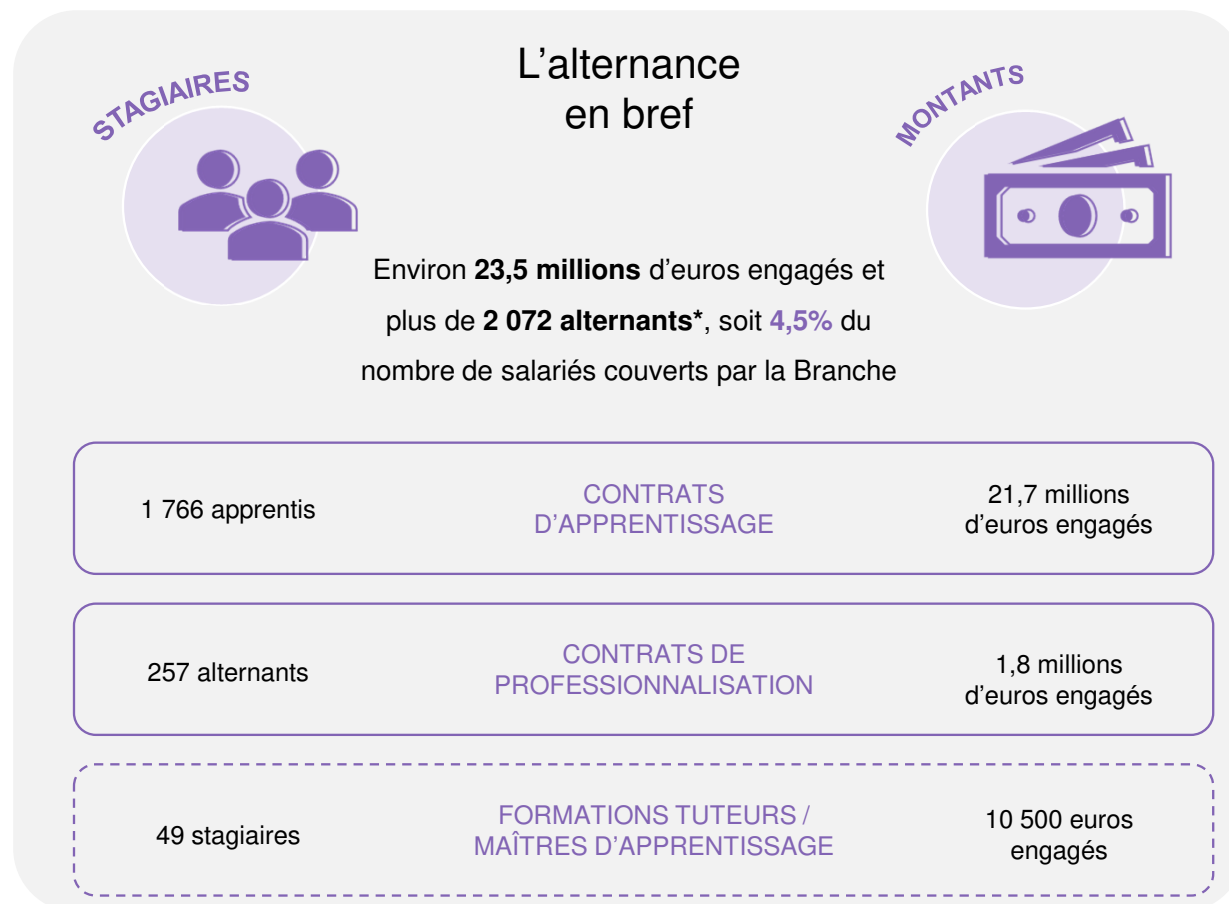 L’alternance
en bref
STAGIAIRES
MONTANTS
Environ 23,5 millions d’euros engagés et
plus de 2 072 alternants*, soit 4,5% du
nombre de salariés couverts par la Branche
1 766 apprentis
CONTRATS
D’APPRENTISSAGE
21,7 millions
d’euros engagés
257 alternants
CONTRATS DE
PROFESSIONNALISATION
1,8 millions
d’euros engagés
49 stagiaires
FORMATIONS TUTEURS /
MAÎTRES D’APPRENTISSAGE
10 500 euros
engagés